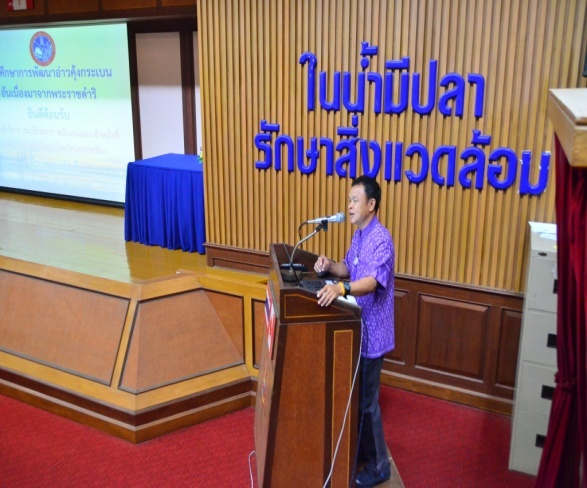 ศึกษาการพัฒนาอ่าวคุ้งกระเบน
อันเนื่องมาจากพระราชดำริ
ยินดีต้อนรับ
ในน้ำมีปลา
รักษาสิ่งแวดล้อม